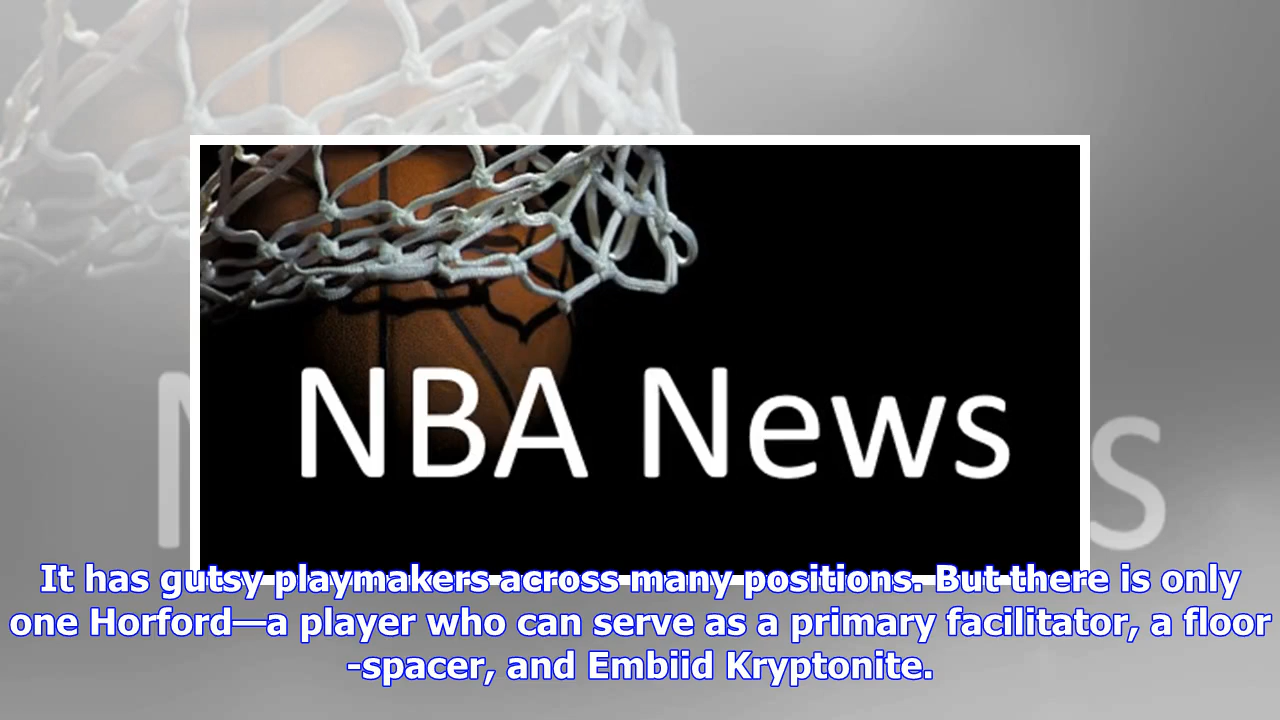 NBA News
It has gutsy playmakers across many positions. But there is only
one Horford—a player who can serve as a primary facilitator, a floor
-spacer, and Embiid Kryptonite.